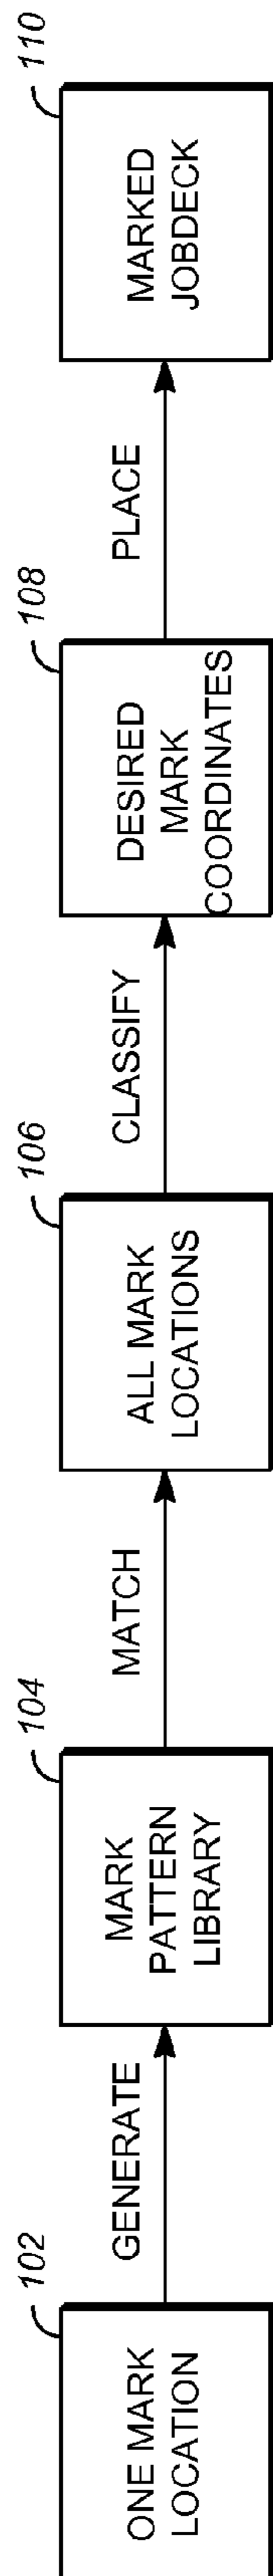 102
ONE MARK
LOCATION
GENERATE
104
MARK
PATTERN
LIBRARY
MATCH
106
ALL MARK
LOCATIONS
CLASSIFY
108
DESIRED
MARK
COORDINATES
PLACE
110
MARKED
JOBDECK